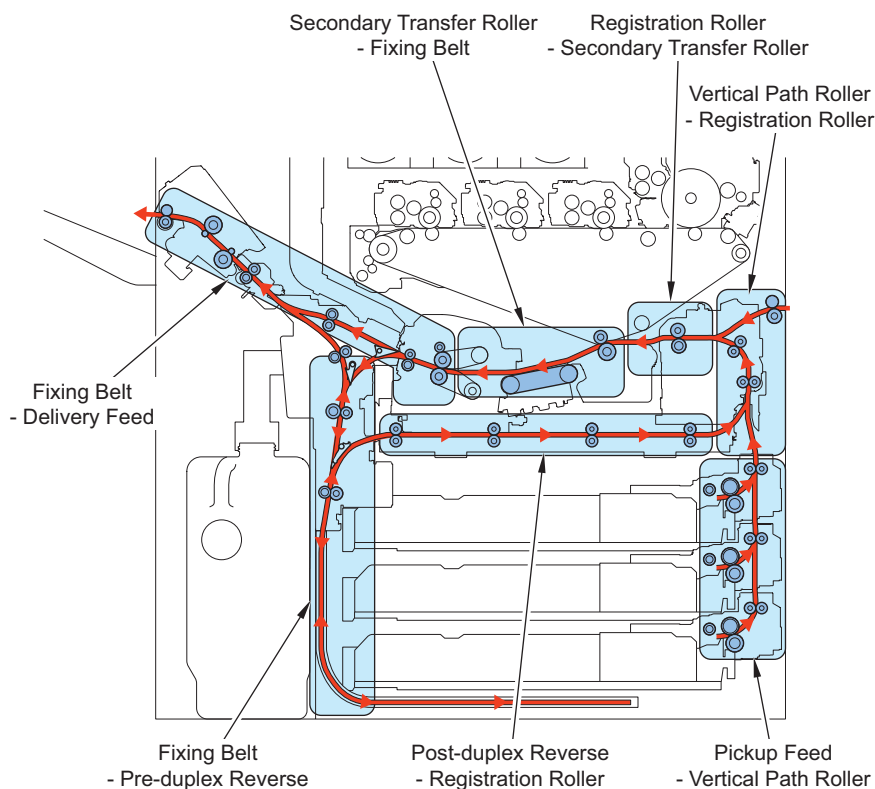 Secondary Transfer Roller
- Fixing Belt
Registration Roller
- Secondary Transfer Roller
Vertical Path Roller
- Registration Roller
Fixing Belt
- Delivery Feed
Fixing Belt
- Pre-duplex Reverse
Post-duplex Reverse
- Registration Roller
Pickup Feed
- Vertical Path Roller